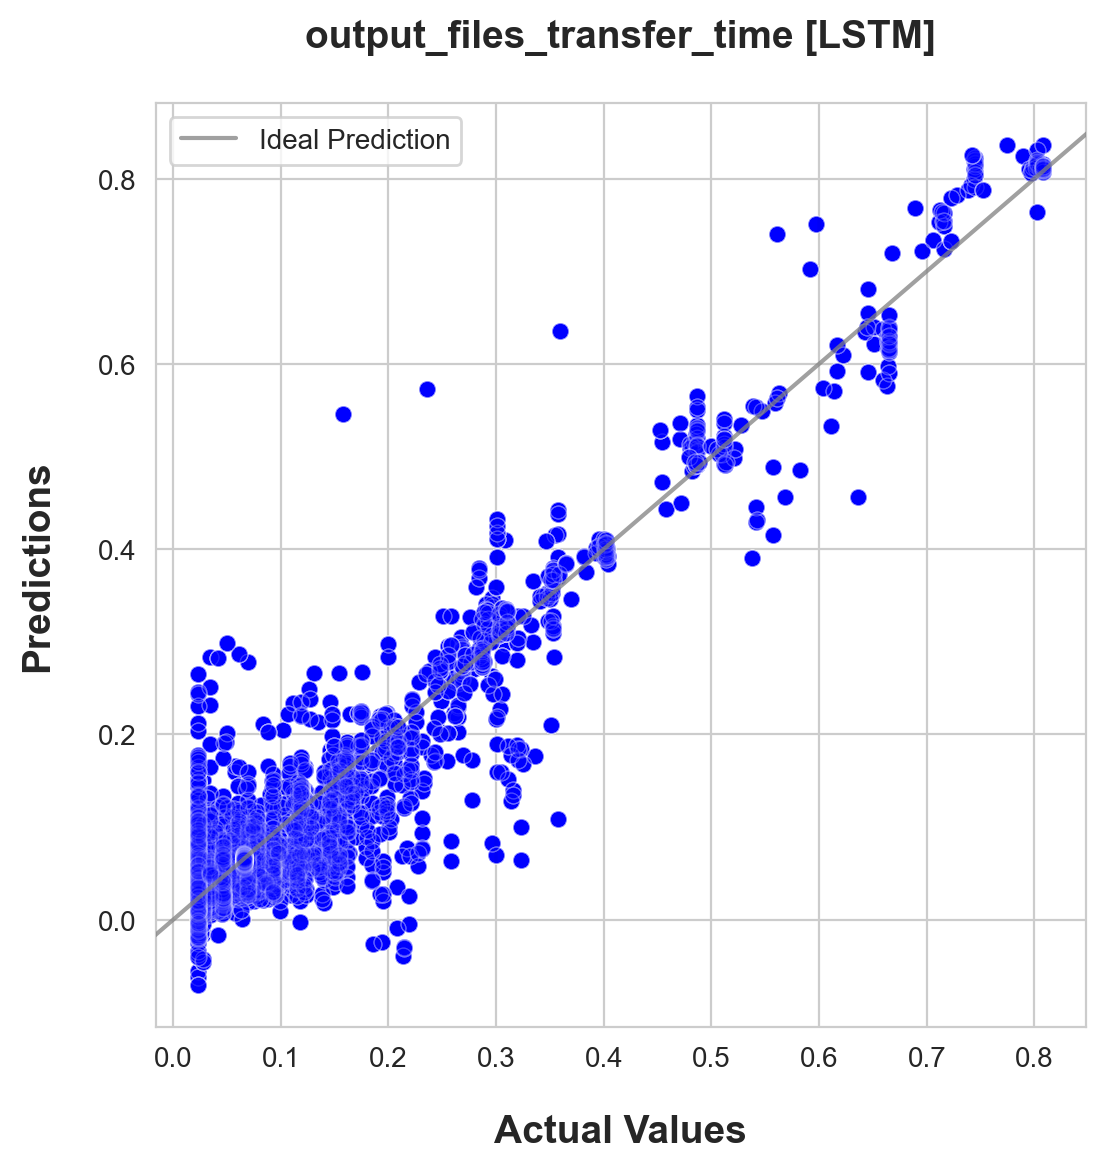 output_files_transfer_time [LSTM]
Ideal Prediction
0.8
0.6
0.4
0.2
0.0
Predictions
0.0 0.1 0.2 0.3 0.4 0.5 0.6 0.7 0.8
Actual Values